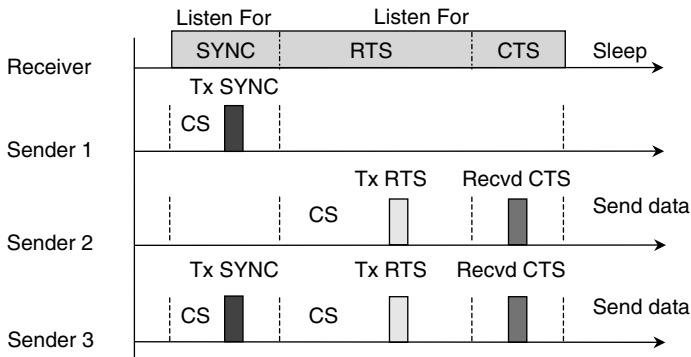 Listen For Listen For
Receiver SYNC RTS CTS Sleep
Tx SYNC
Sender 1 CS
Tx RTS Recvd CTS
Sender 2 CS Send data
Tx SYNC Tx RTS Recvd CTS
Sender 3 CS CS Send data